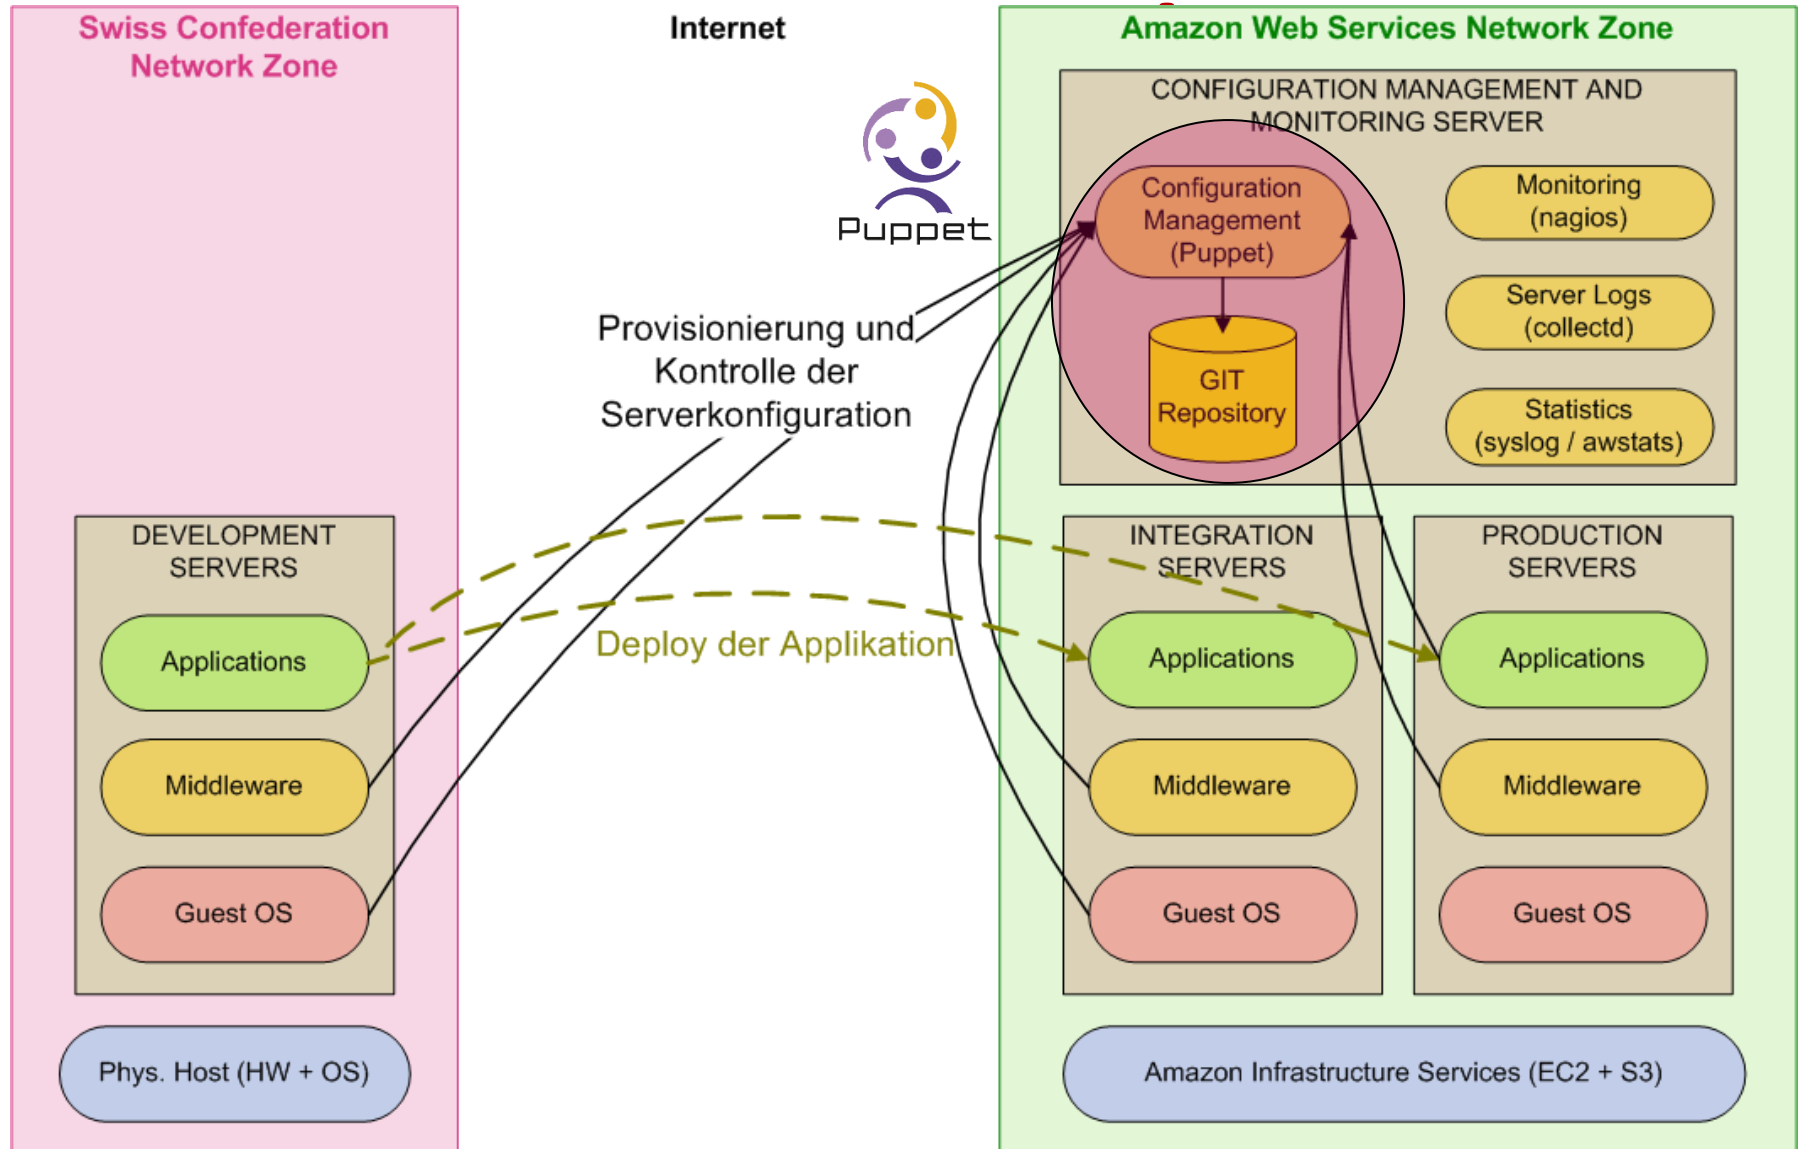 Swiss Confederation
Network Zone
Internet
Amazon Web Services Network Zone
CONFIGURATION MANAGEMENT AND
MONITORING SERVER
Puppet
Configuration
Management
(Puppet)
GIT
Repository
Monitoring
(nagios)
Server Logs
(collectd)
Statistics
(syslog / awstats)
Provisionierung und
Kontrolle der
Serverkonfiguration
Deploy der Applikation
DEVELOPMENT
SERVERS
Applications
Middleware
Guest OS
Phys. Host (HW + OS)
INTEGRATION
SERVERS
Applications
Middleware
Guest OS
PRODUCTION
SERVERS
Applications
Middleware
Guest OS
Amazon Infrastructure Services (EC2 + S3)